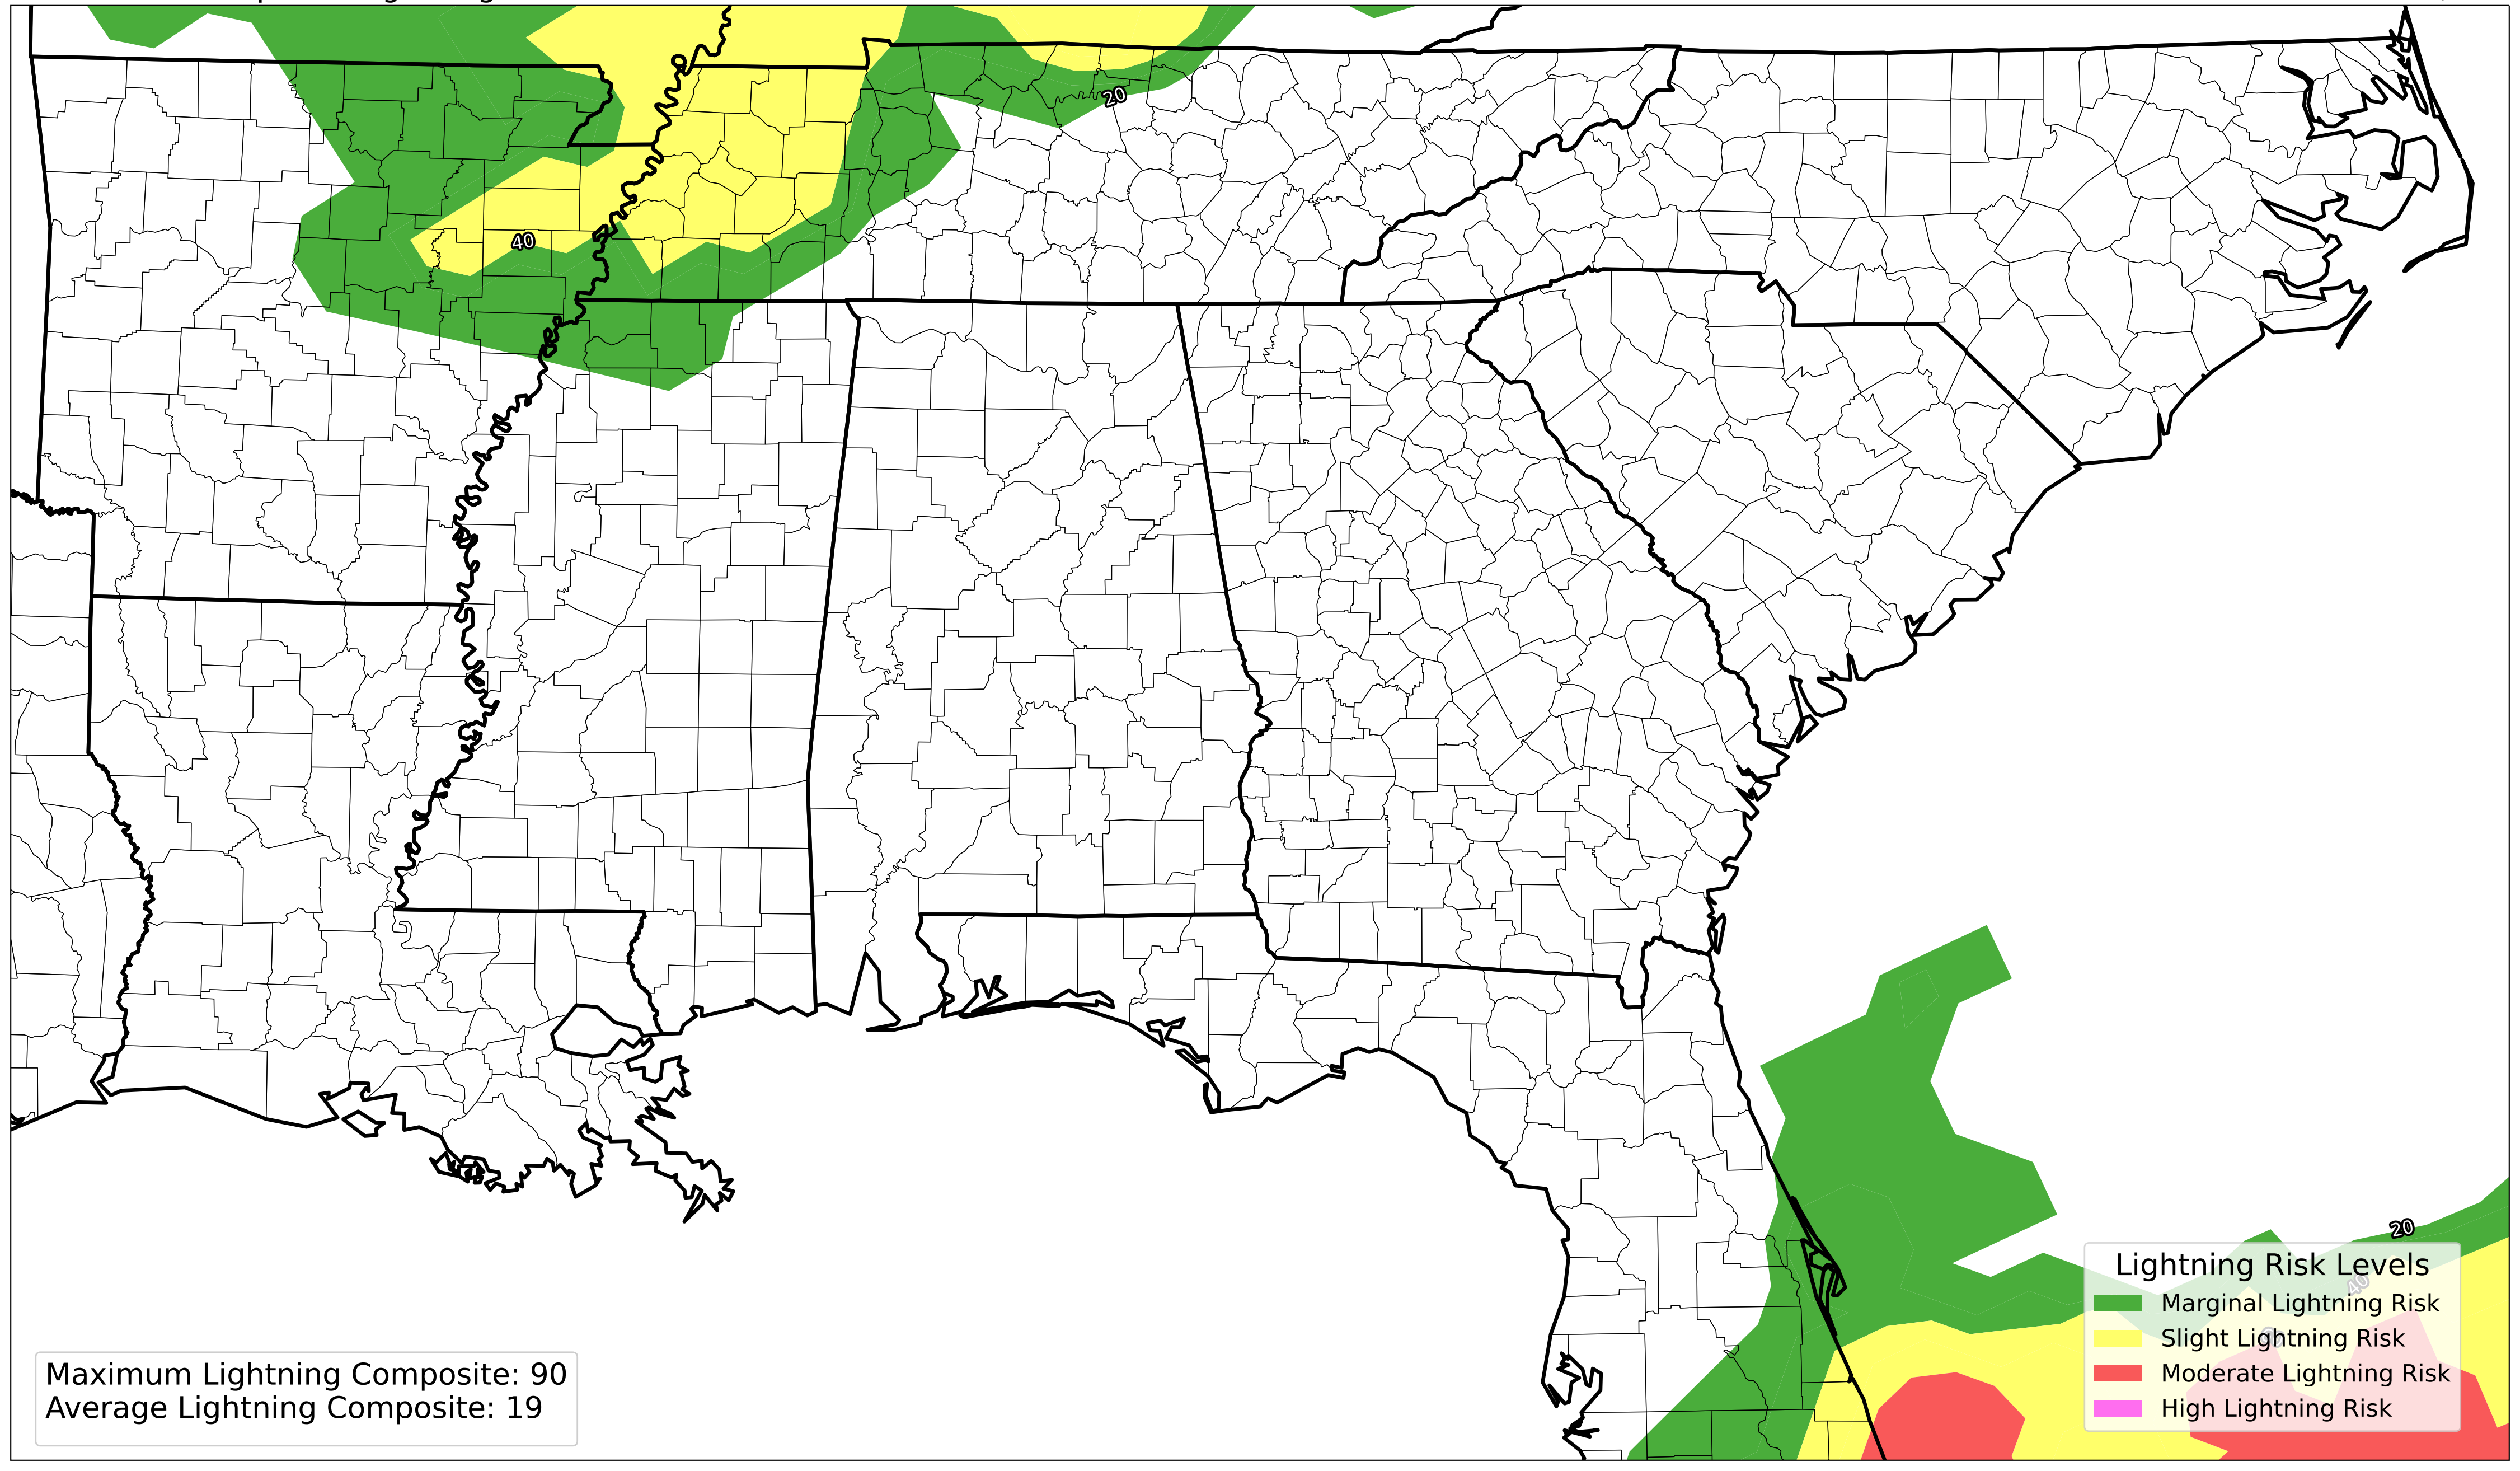 20
40
20
40
Lightning Risk Levels
Marginal Lightning Risk
Slight Lightning Risk
Moderate Lightning Risk
High Lightning Risk
Maximum Lightning Composite: 90
Average Lightning Composite: 19